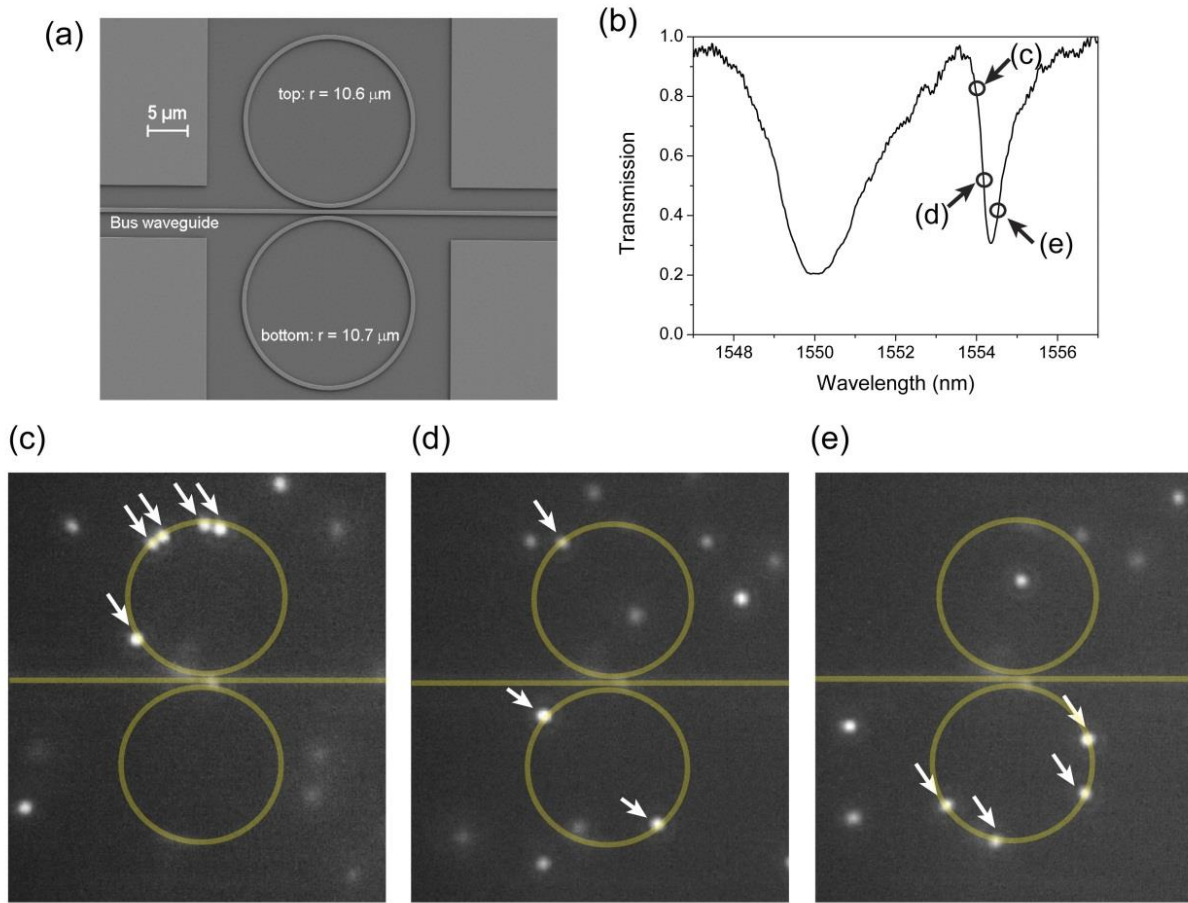 (a)
top: r = 10.6 μm
5 μm
Bus waveguide
bottom: r = 10.7 μm
(b)
1.0
0.8
0.6
0.4
0.2
0.0
Transmission
(c)
(d)
(e)
1548 1550 1552 1554 1556
Wavelength (nm)
(c)
(d)
(e)